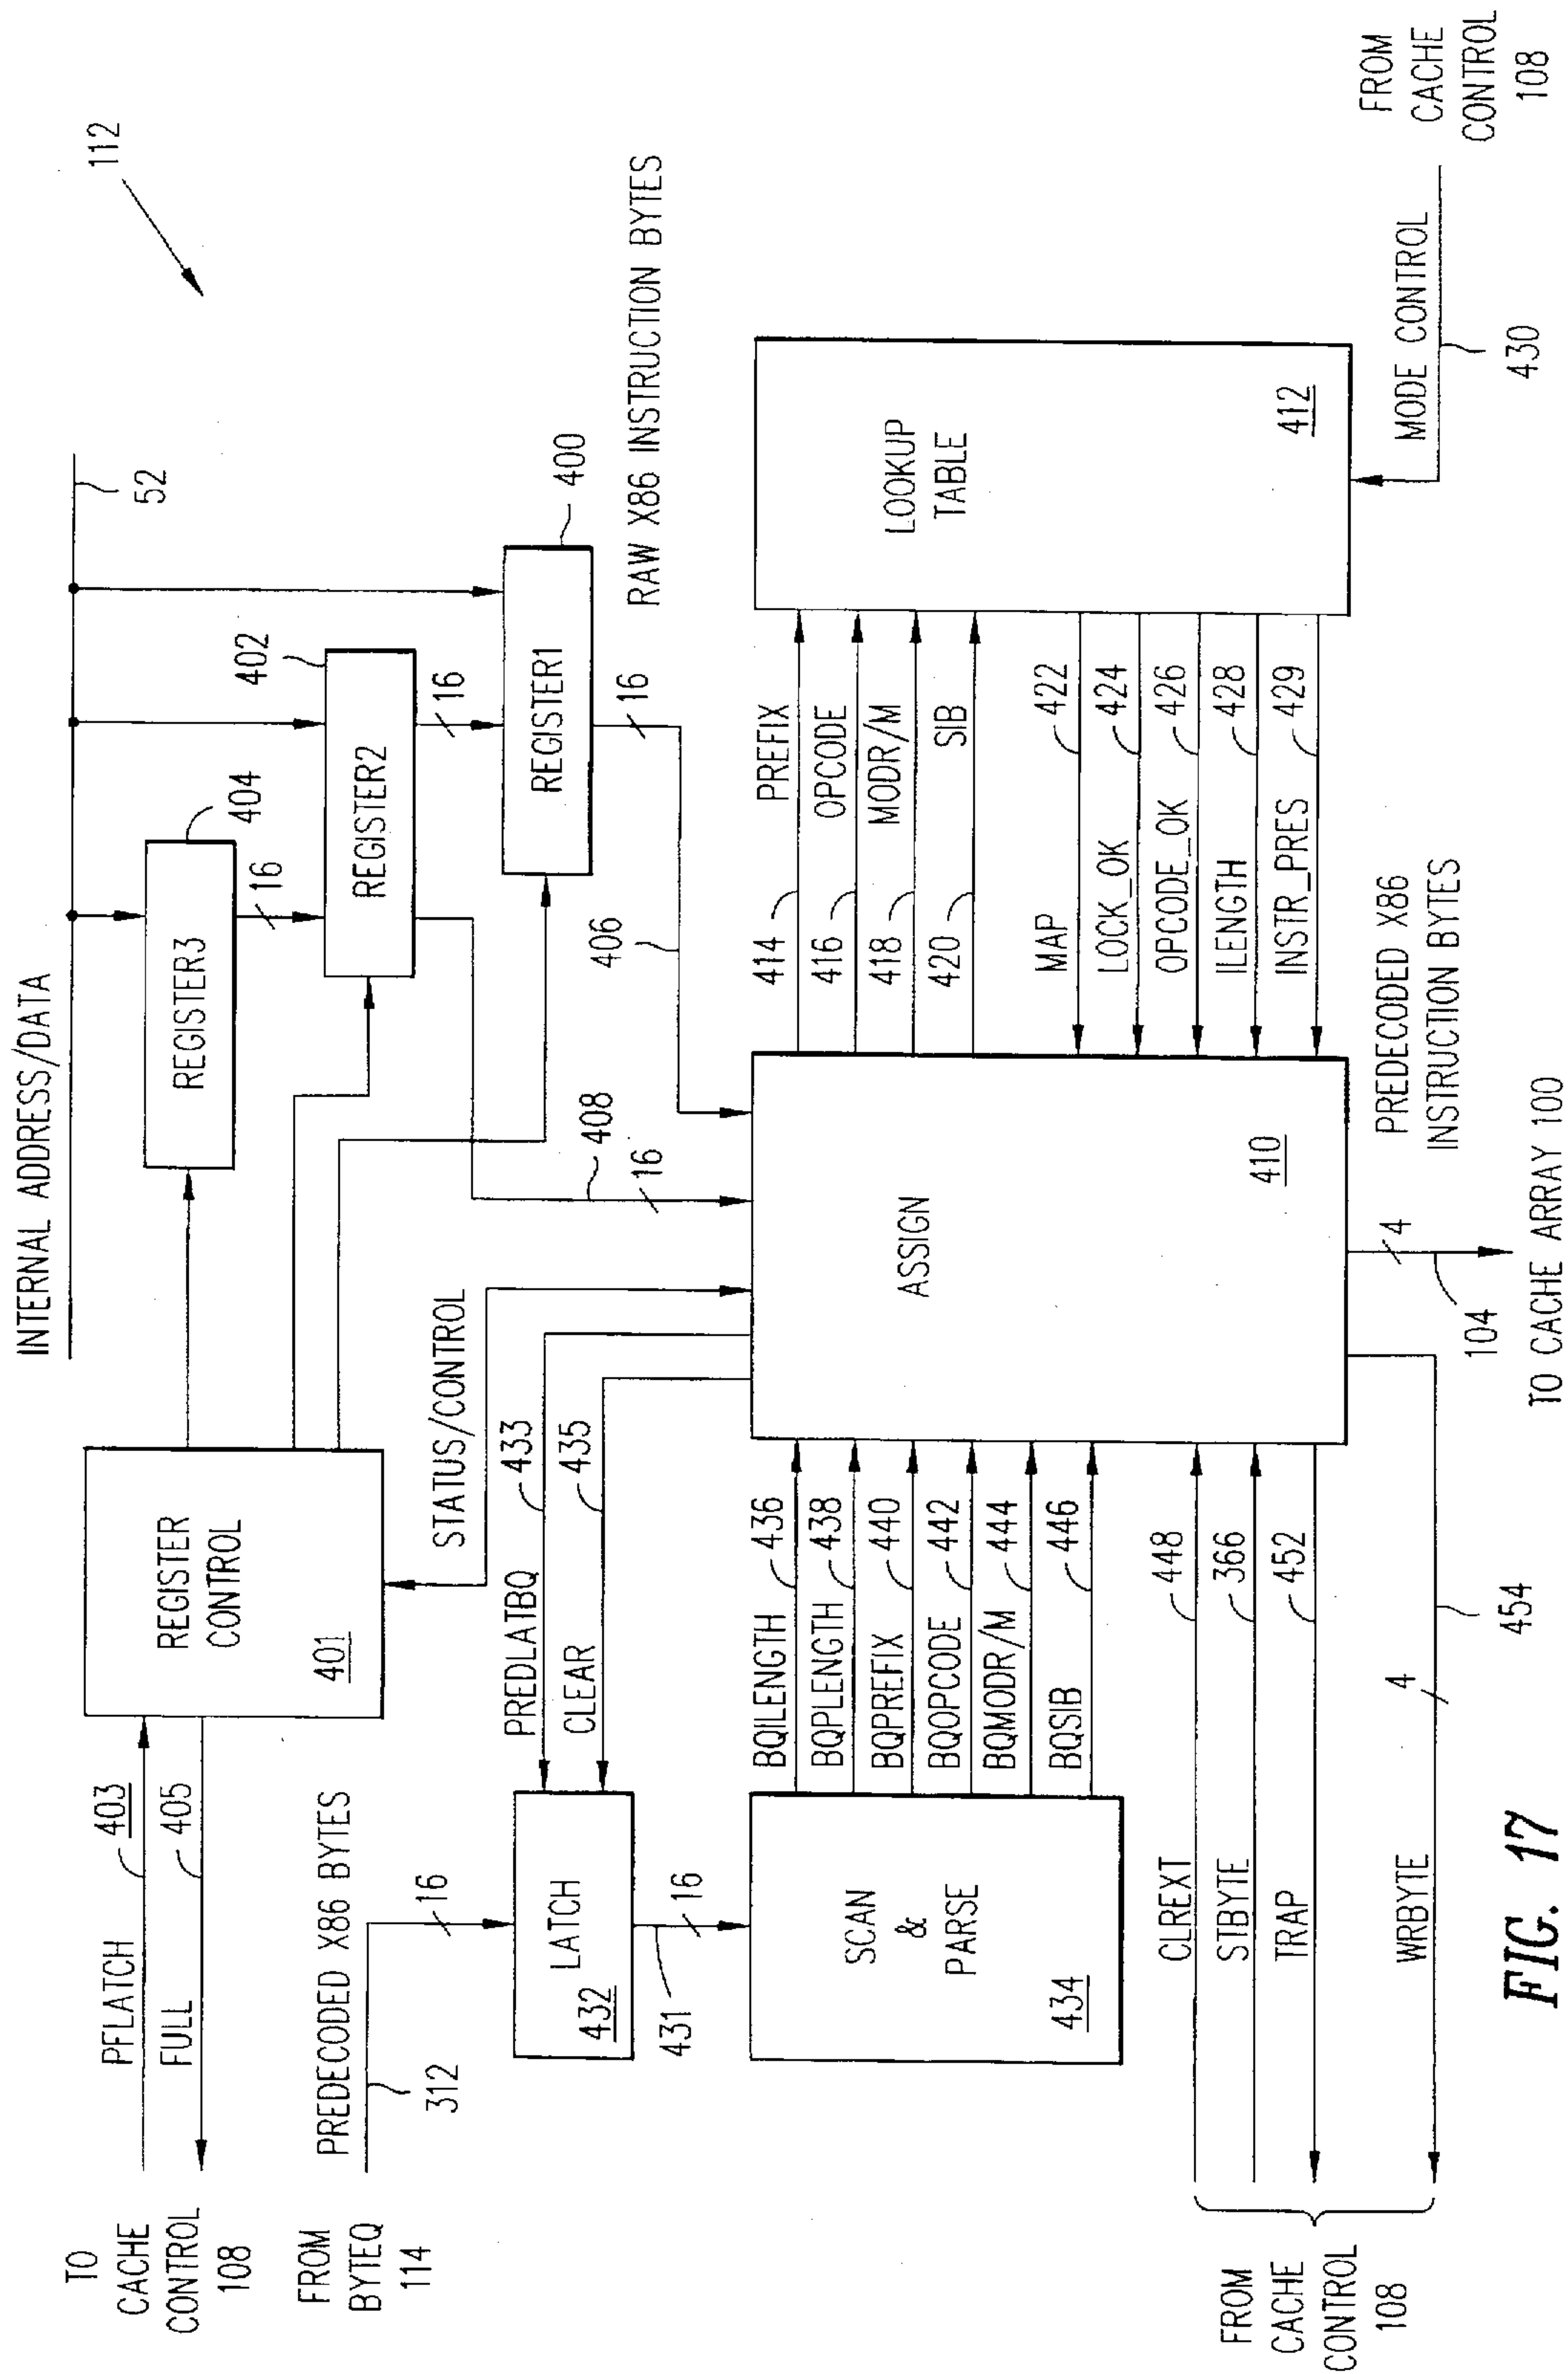 INTERNAL ADDRESS/DATA
52
112
TO
CACHE
CONTROL
108
PFLATCH
403
FULL
405
REGISTER
CONTROL
401
REGISTER3
404
16
REGISTER2
402
16
REGISTER1
400
16
RAW X86 INSTRUCTION BYTES
406
408
16
STATUS/CONTROL
FROM
BYTEQ
114
PREDECODED X86 BYTES
312
16
LATCH
432
PREDLATBQ
433
CLEAR
435
431
16
SCAN
&
PARSE
434
BQILENGTH
436
BQPLENGTH
438
BQPREFIX
440
BQOPCODE
442
BQMODR/M
444
BQSIB
446
ASSIGN
410
414
PREFIX
416
OPCODE
418
MODR/M
420
SIB
MAP
422
LOCK_OK
424
OPCODE_OK
426
ILENGTH
428
INSTR_PRES
429
LOOKUP
TABLE
412
MODE CONTROL
430
FROM
CACHE
CONTROL
108
FROM
CACHE
CONTROL
108
CLREXT
448
STBYTE
366
TRAP
452
WRBYTE
4
454
4
104
TO CACHE ARRAY 100
PREDECODED X86
INSTRUCTION BYTES
FIG. 17